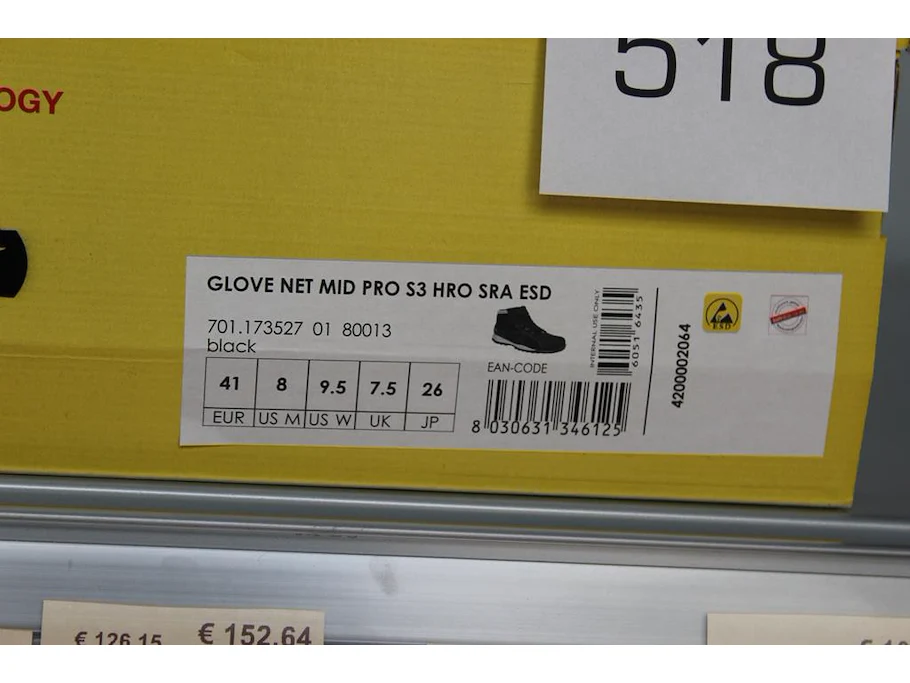 518
OGY
GLOVE NET MID PRO S3 HRO SRA ESD
701.173527 01 80013
black
41 8 9.5 7.5 26
EUR US M US W UK JP
EAN-CODE
8 030631 346125
INTERNAL USE ONLY
6051 6435
4200002064
ESD
€ 126.15 € 152.64